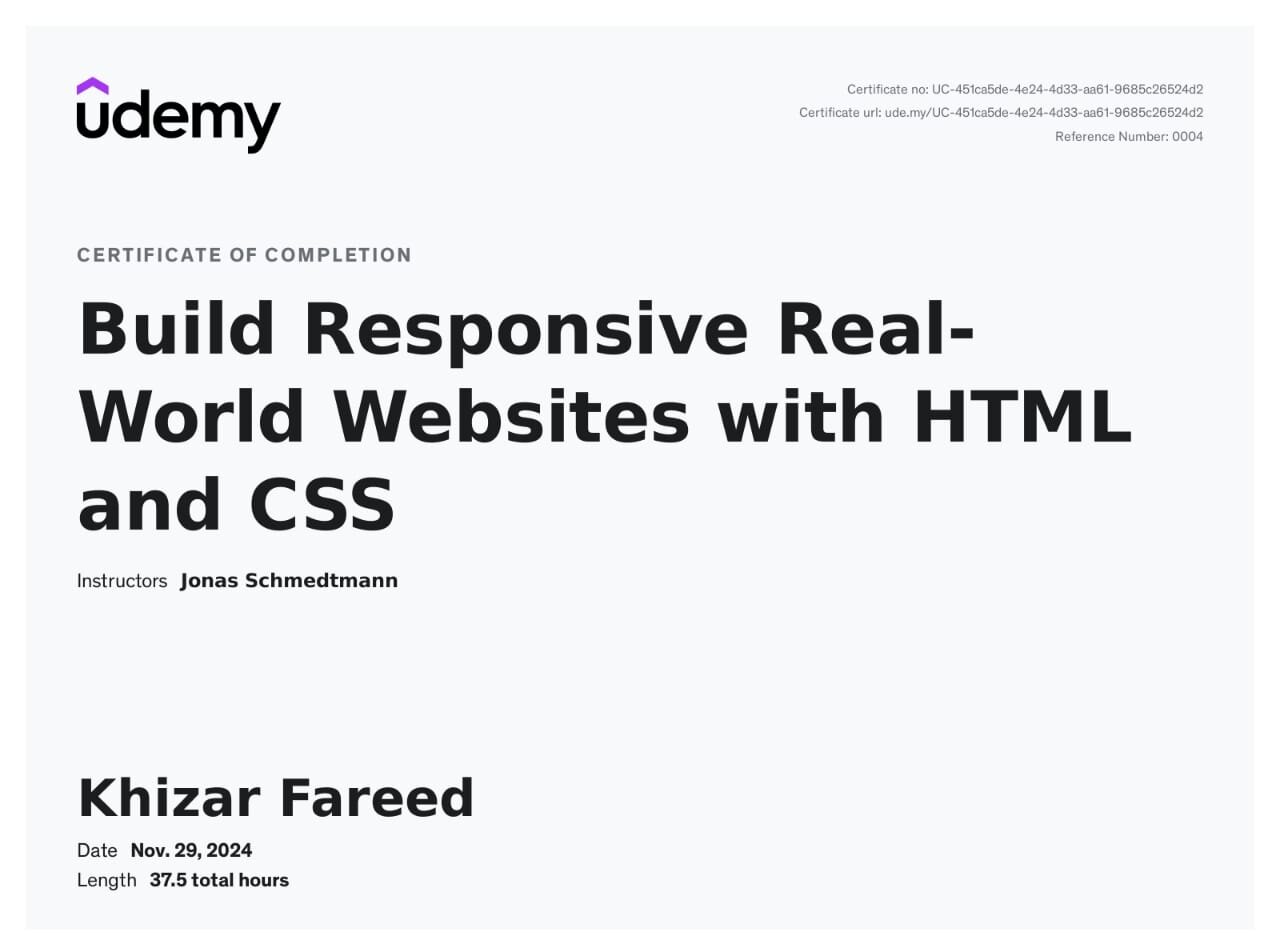 udemy
Certificate no: UC-451ca5de-4e24-4d33-aa61-9685c26524d2
Certificate url: ude.my/UC-451ca5de-4e24-4d33-aa61-9685c26524d2
Reference Number: 0004
CERTIFICATE OF COMPLETION
Build Responsive Real-
World Websites with HTML
and CSS
Instructors Jonas Schmedtmann
Khizar Fareed
Date Nov. 29, 2024
Length 37.5 total hours